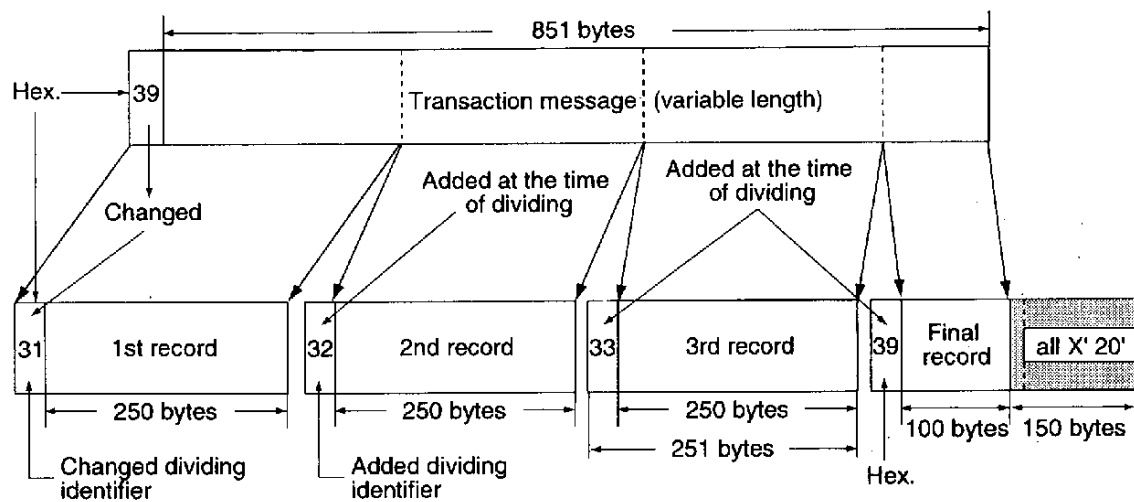 851 bytes
Hex.
39
Transaction message (variable length)
Changed
Added at the time
of dividing
Added at the time
of dividing
31
1st record
32
2nd record
33
3rd record
39
Final
record
all X' 20'
250 bytes
250 bytes
250 bytes
100 bytes
150 bytes
251 bytes
Changed dividing
identifier
Added dividing
identifier
Hex.